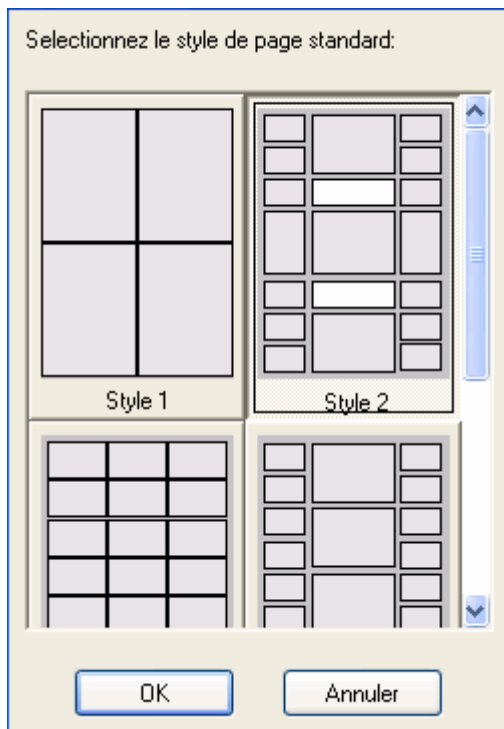 Selectionnez le style de page standard:
Style 1
Style 2
OK
Annuler